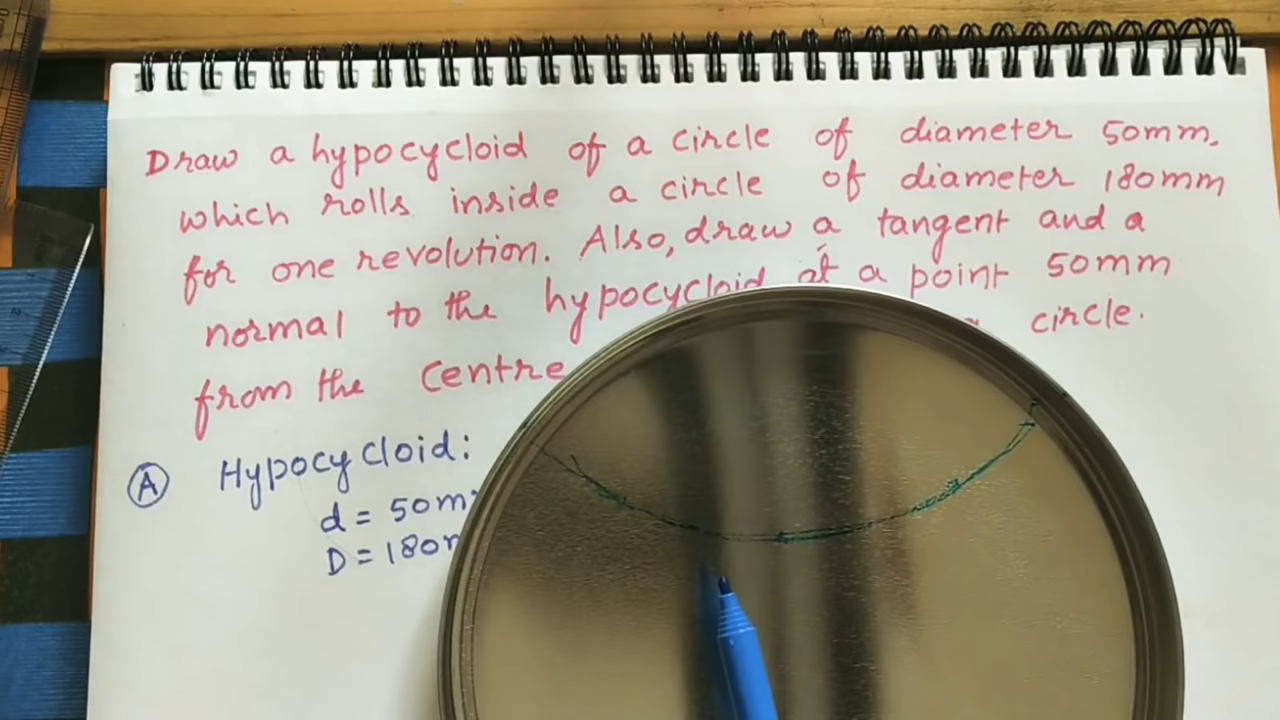 Draw a hypocycloid of a circle of diameter 50mm.
which rolls inside a circle of diameter 180mm
for one revolution. Also, draw a tangent and a
normal to the hypocycloid at a point 50mm
from the centre circle.
A Hypocycloid:
d = 50m
D = 180